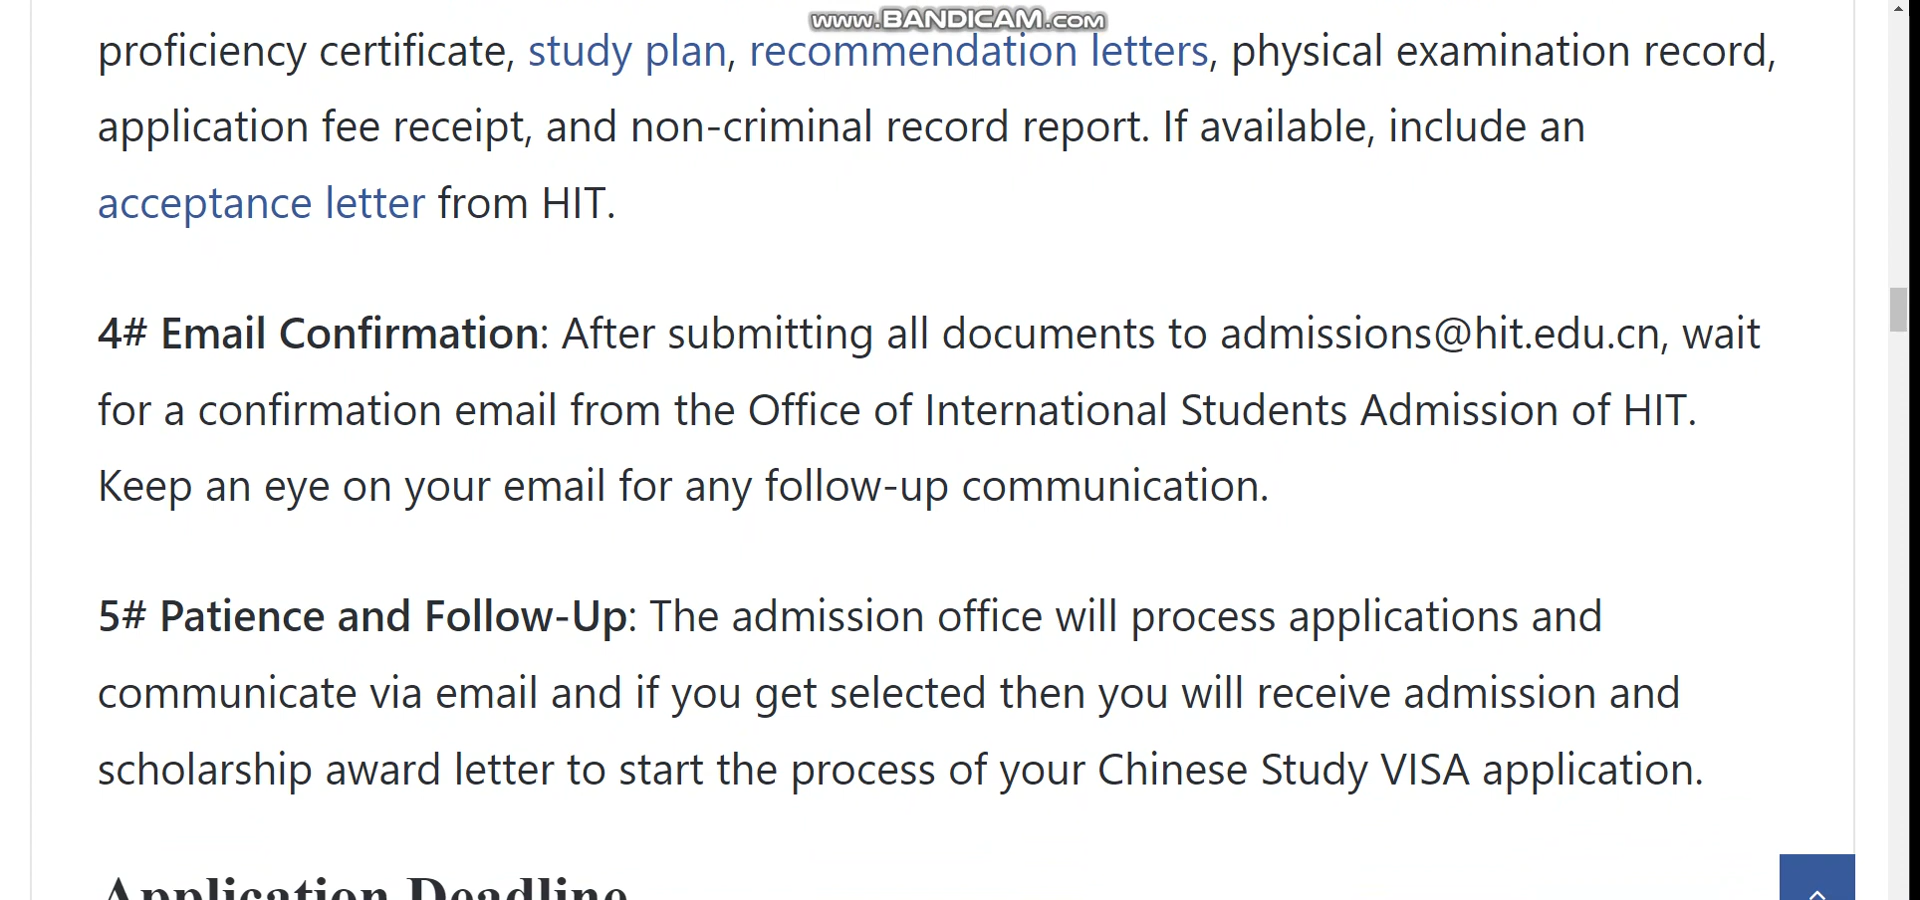 www.BANDICAM.com
proficiency certificate, study plan, recommendation letters, physical examination record,
application fee receipt, and non-criminal record report. If available, include an
acceptance letter from HIT.
4# Email Confirmation: After submitting all documents to admissions@hit.edu.cn, wait
for a confirmation email from the Office of International Students Admission of HIT.
Keep an eye on your email for any follow-up communication.
5# Patience and Follow-Up: The admission office will process applications and
communicate via email and if you get selected then you will receive admission and
scholarship award letter to start the process of your Chinese Study VISA application.
Application Deadline